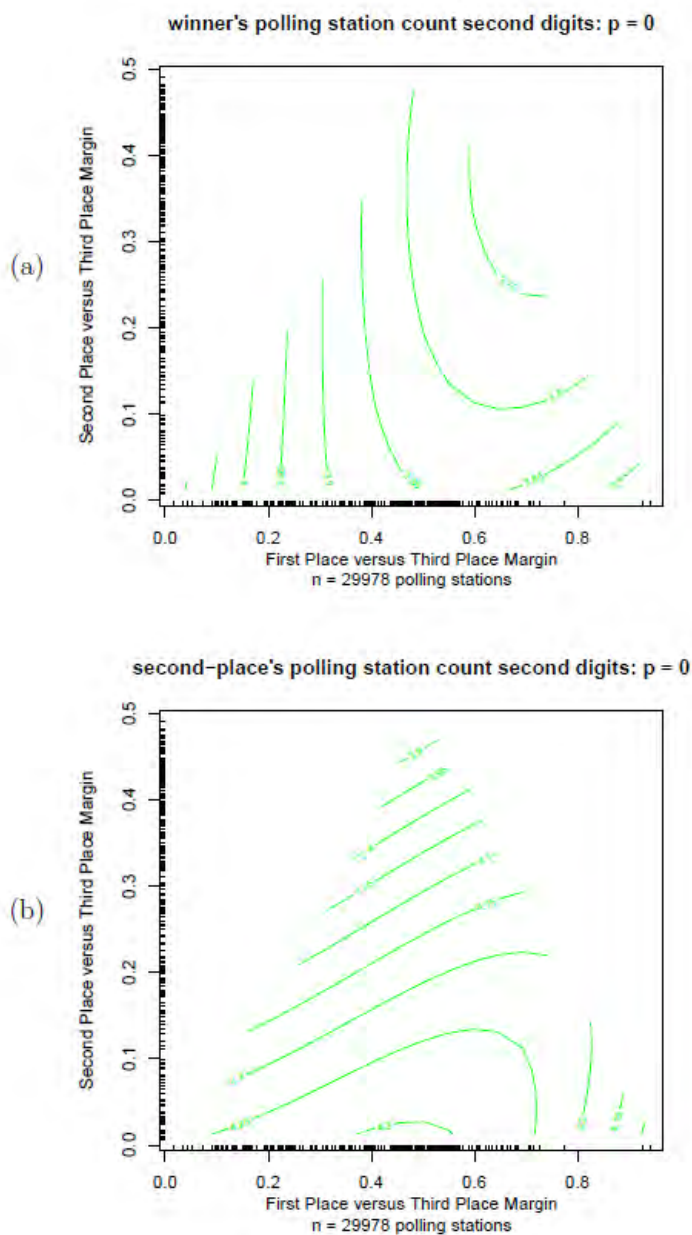 winner's polling station count second digits: p = 0
(a)
Second Place versus Third Place Margin
0.5
0.4
0.3
0.2
0.1
0.0
0.0 0.2 0.4 0.6 0.8
First Place versus Third Place Margin
n = 29978 polling stations
second−place's polling station count second digits: p = 0
(b)
Second Place versus Third Place Margin
0.5
0.4
0.3
0.2
0.1
0.0
0.0 0.2 0.4 0.6 0.8
First Place versus Third Place Margin
n = 29978 polling stations